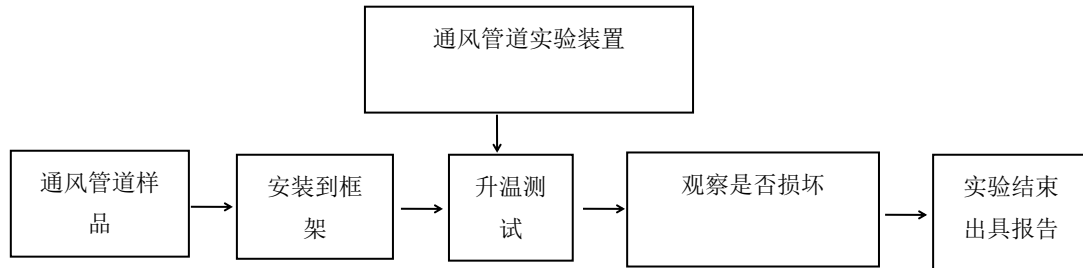 通风管道实验装置
通风管道样
品
安装到框
架
升温测
试
观察是否损坏
实验结束
出具报告